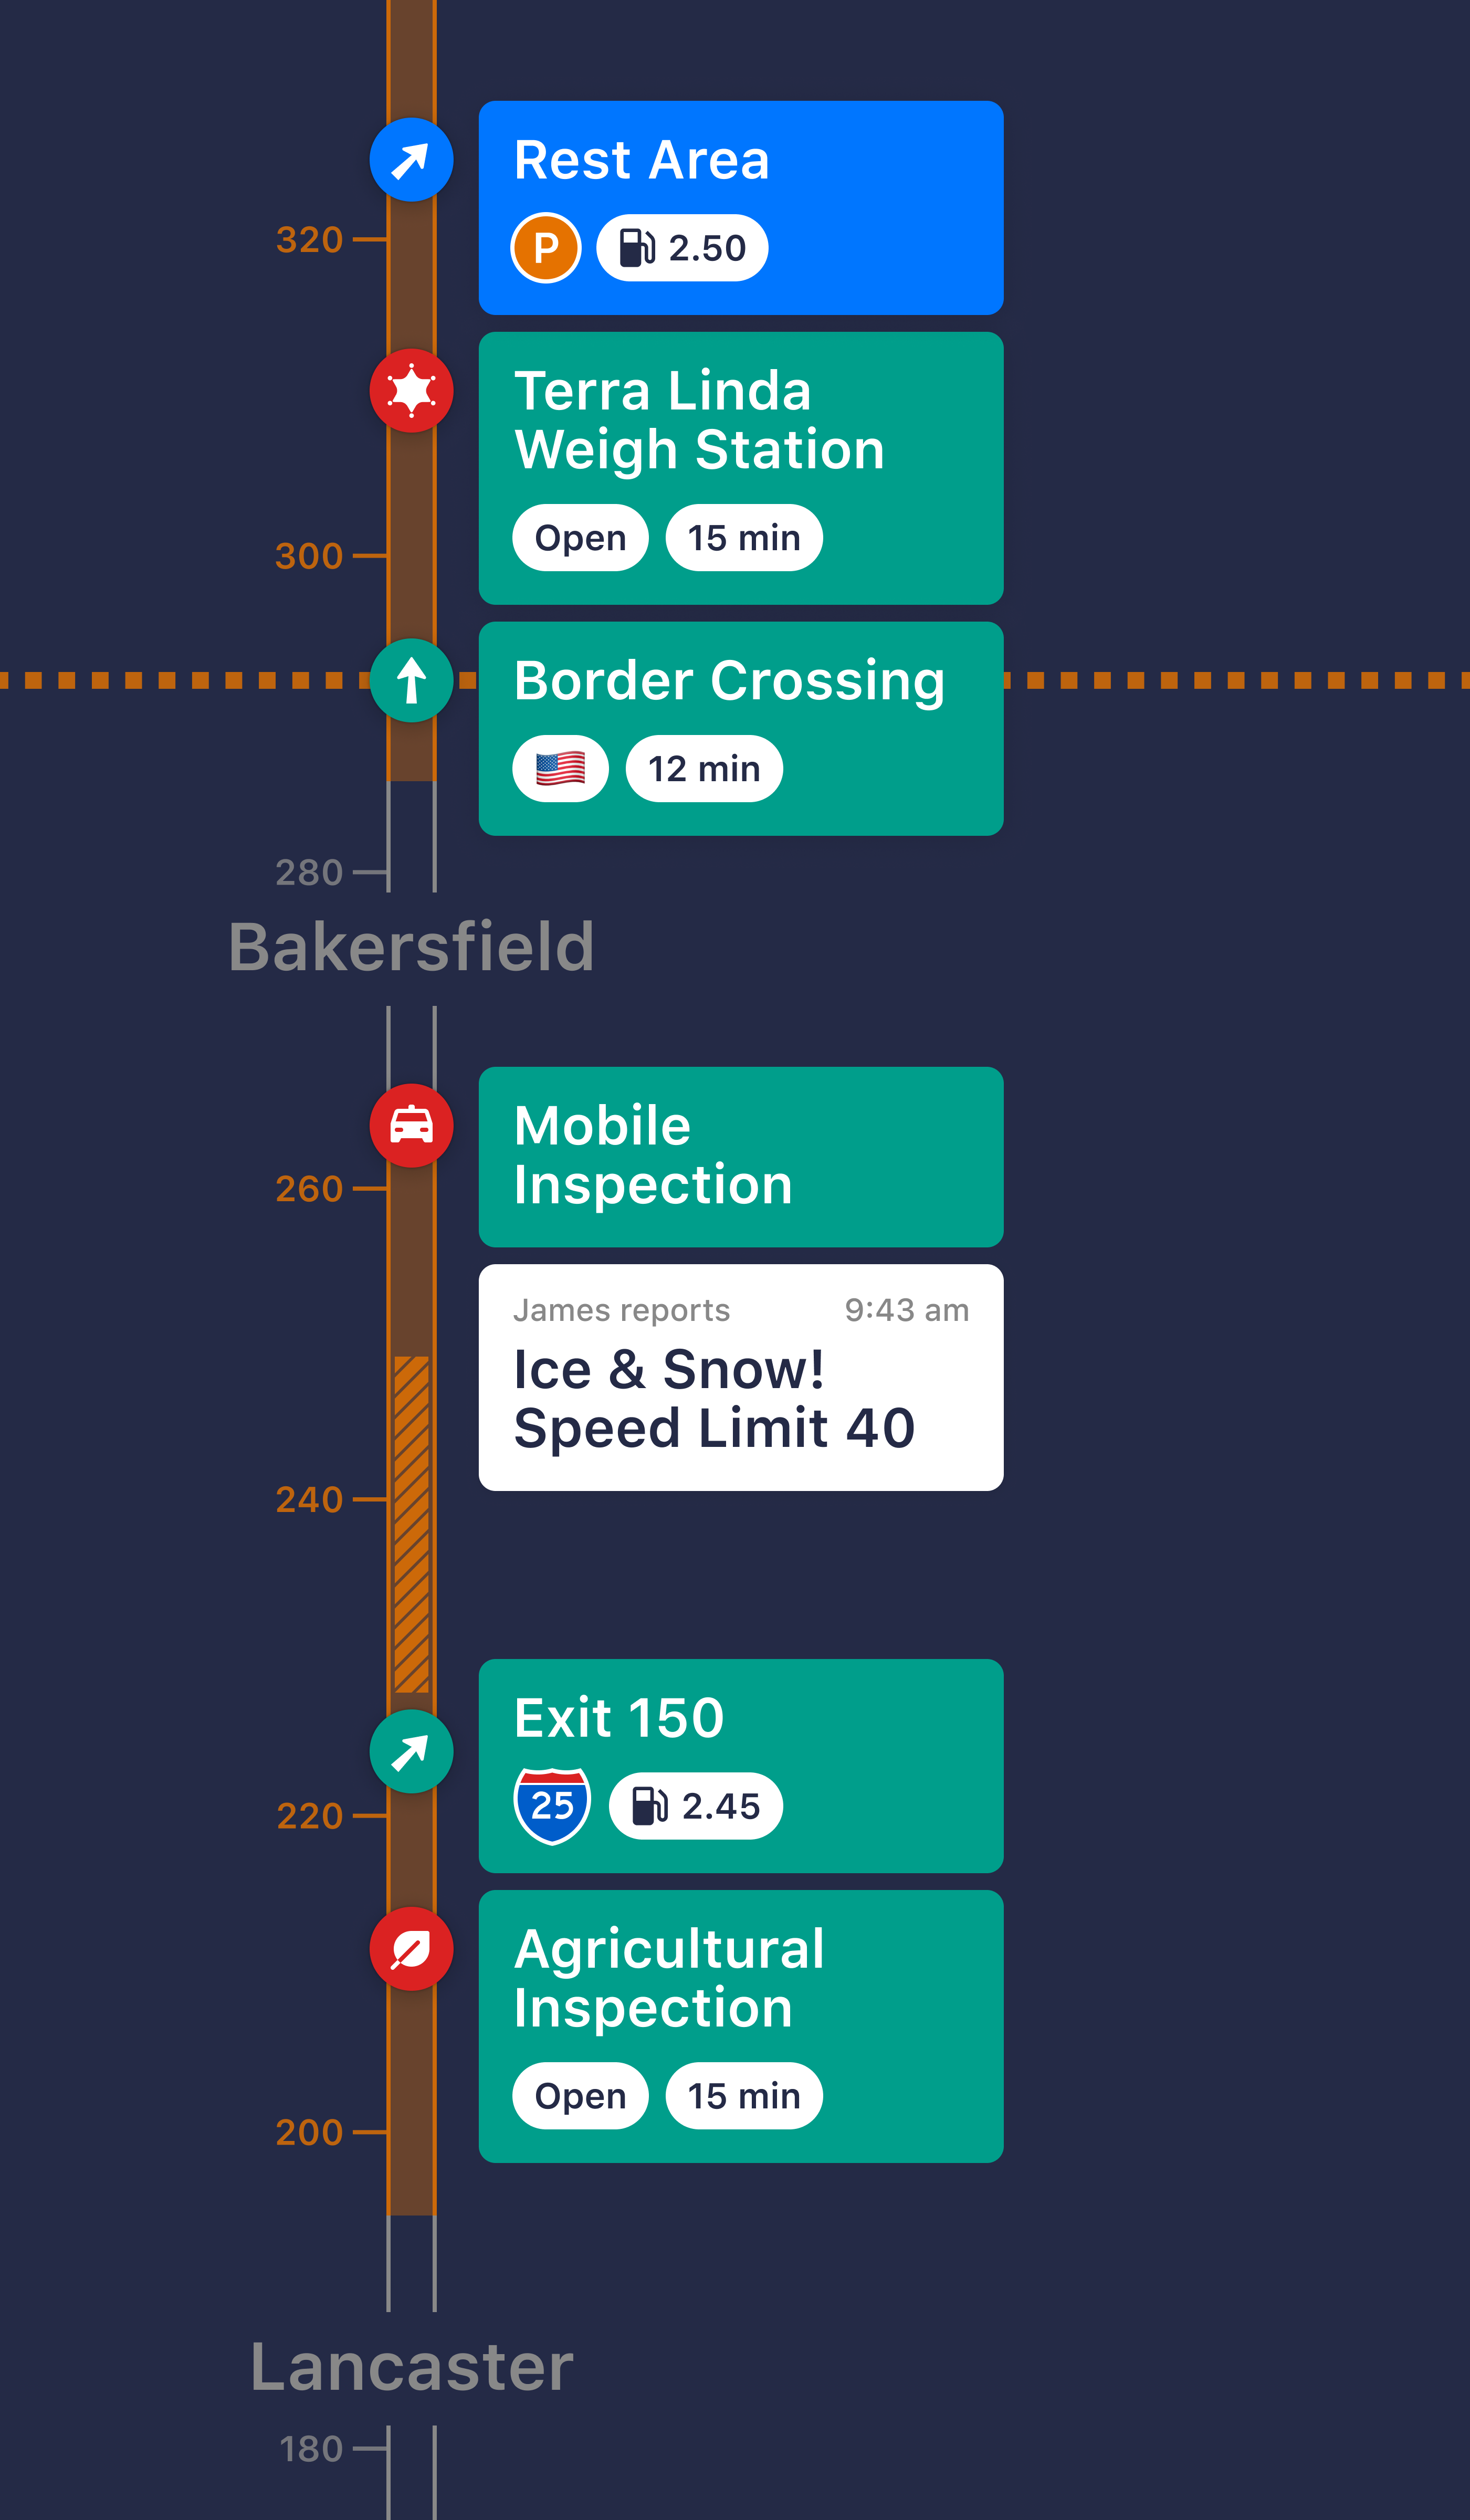 Rest Area
P 2.50
320
Terra Linda
Weigh Station
Open 15 min
300
Border Crossing
12 min
280
Bakersfield
Mobile
Inspection
260
James reports 9:43 am
Ice & Snow!
Speed Limit 40
240
Exit 150
25 2.45
220
Agricultural
Inspection
Open 15 min
200
Lancaster
180